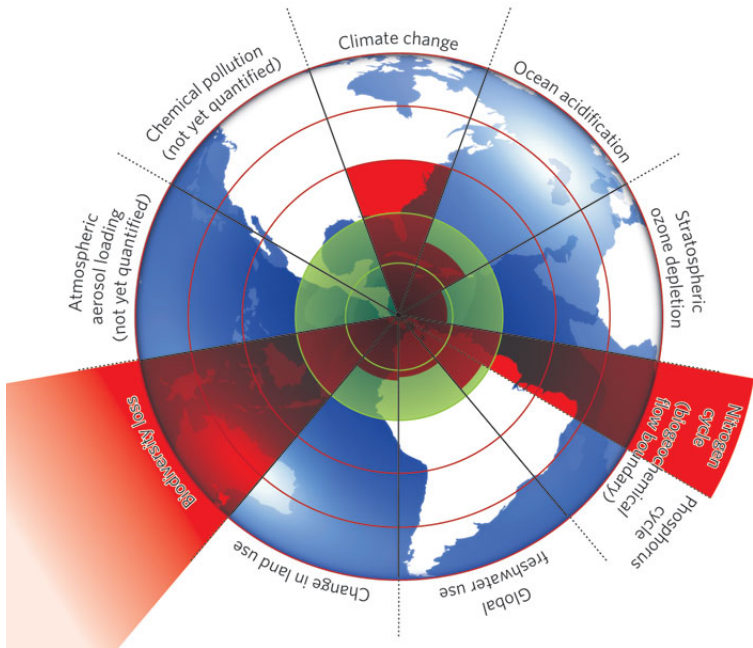 Climate change
Ocean acidification
Stratospheric
ozone depletion
Nitrogen
cycle
(biogeochemical
flow boundary)
Phosphorus
cycle
Global
freshwater use
Change in land use
Biodiversity loss
Atmospheric
aerosol loading
(not yet quantified)
Chemical pollution
(not yet quantified)